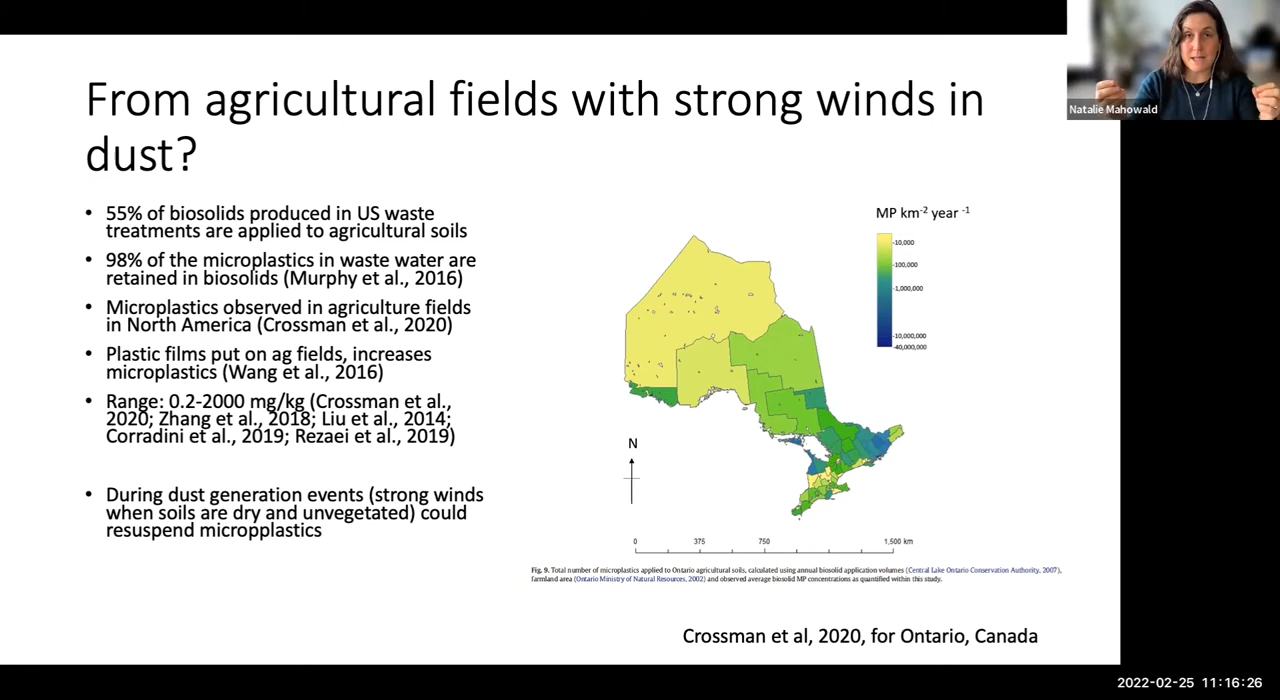 Natalie Mahowald
From agricultural fields with strong winds in
dust?
• 55% of biosolids produced in US waste
treatments are applied to agricultural soils
• 98% of the microplastics in waste water are
retained in biosolids (Murphy et al., 2016)
• Microplastics observed in agriculture fields
in North America (Crossman et al., 2020)
• Plastic films put on ag fields, increases
microplastics (Wang et al., 2016)
• Range: 0.2-2000 mg/kg (Crossman et al.,
2020; Zhang et al., 2018; Liu et al., 2014;
Corradini et al., 2019; Rezaei et al., 2019)
• During dust generation events (strong winds
when soils are dry and unvegetated) could
resuspend micropplastics
MP km-2 year -1
10,000
100,000
1,000,000
10,000,000
40,000,000
N
0 375 750 1,500 km
Fig. 9. Total number of microplastics applied to Ontario agricultural soils, calculated using annual biosolid application volumes (Central Lake Ontario Conservation Authority, 2007),
farmland area (Ontario Ministry of Natural Resources, 2002) and observed average biosolid MP concentrations as quantified within this study.
Crossman et al, 2020, for Ontario, Canada
2022-02-25 11:16:26